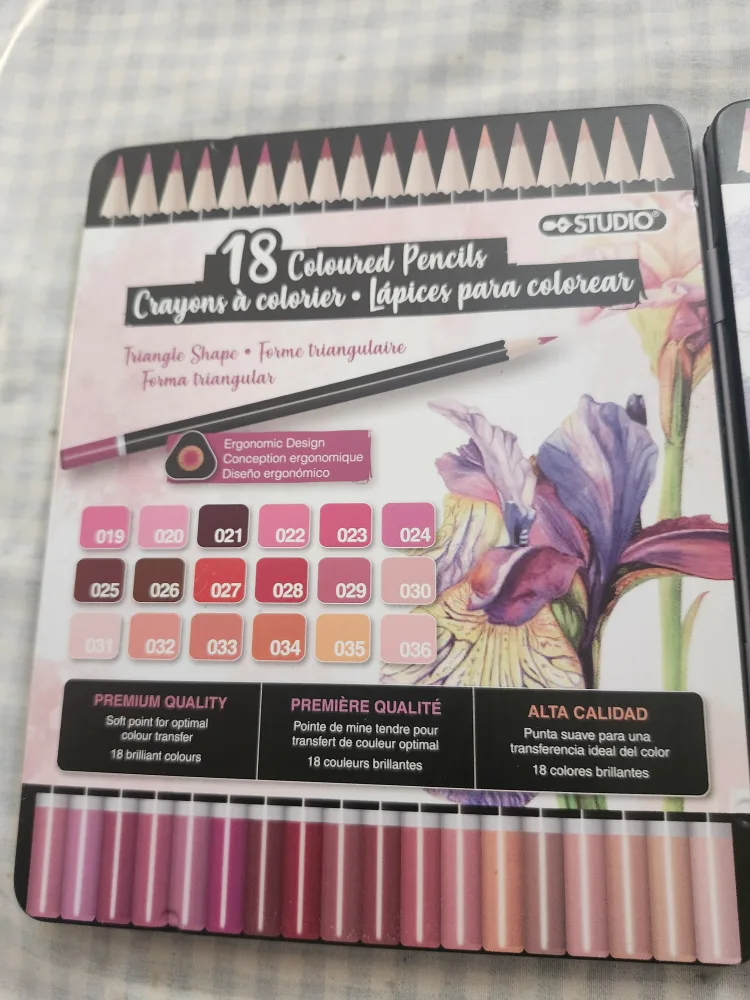 STUDIO®
18 Coloured Pencils
Crayons à colorier • Lápices para colorear
Triangle Shape • Forme triangulaire
Forma triangular
Ergonomic Design
Conception ergonomique
Diseño ergonómico
019 020 021 022 023 024
025 026 027 028 029 030
031 032 033 034 035 036
PREMIUM QUALITY
Soft point for optimal
colour transfer
18 brilliant colours
PREMIÈRE QUALITÉ
Pointe de mine tendre pour
transfert de couleur optimal
18 couleurs brillantes
ALTA CALIDAD
Punta suave para una
transferencia ideal del color
18 colores brillantes